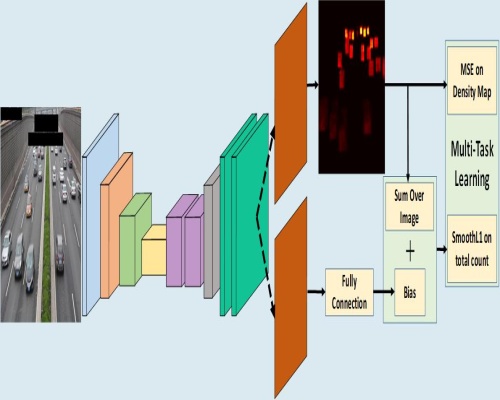 MSE on
Density Map
Multi-Task
Learning
Sum Over
Image
+
SmoothL1 on
total count
Fully
Connection
Bias